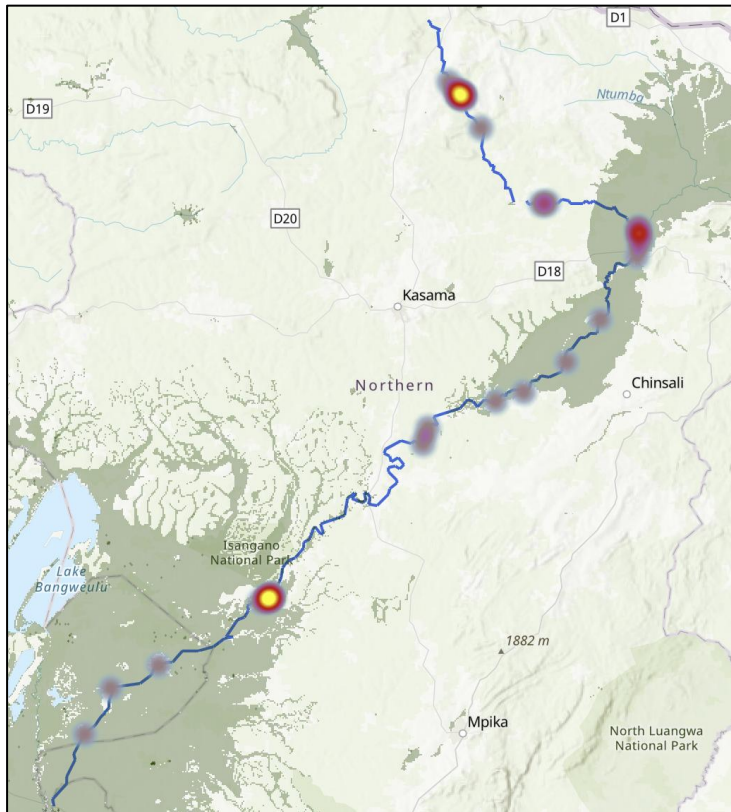 D1
Ntumba
D19
D20
D18
Kasama
Northern
Chinsali
Isangano
National Park
Lake
Bangweulu
1882 m
Mpika
North Luangwa
National Park